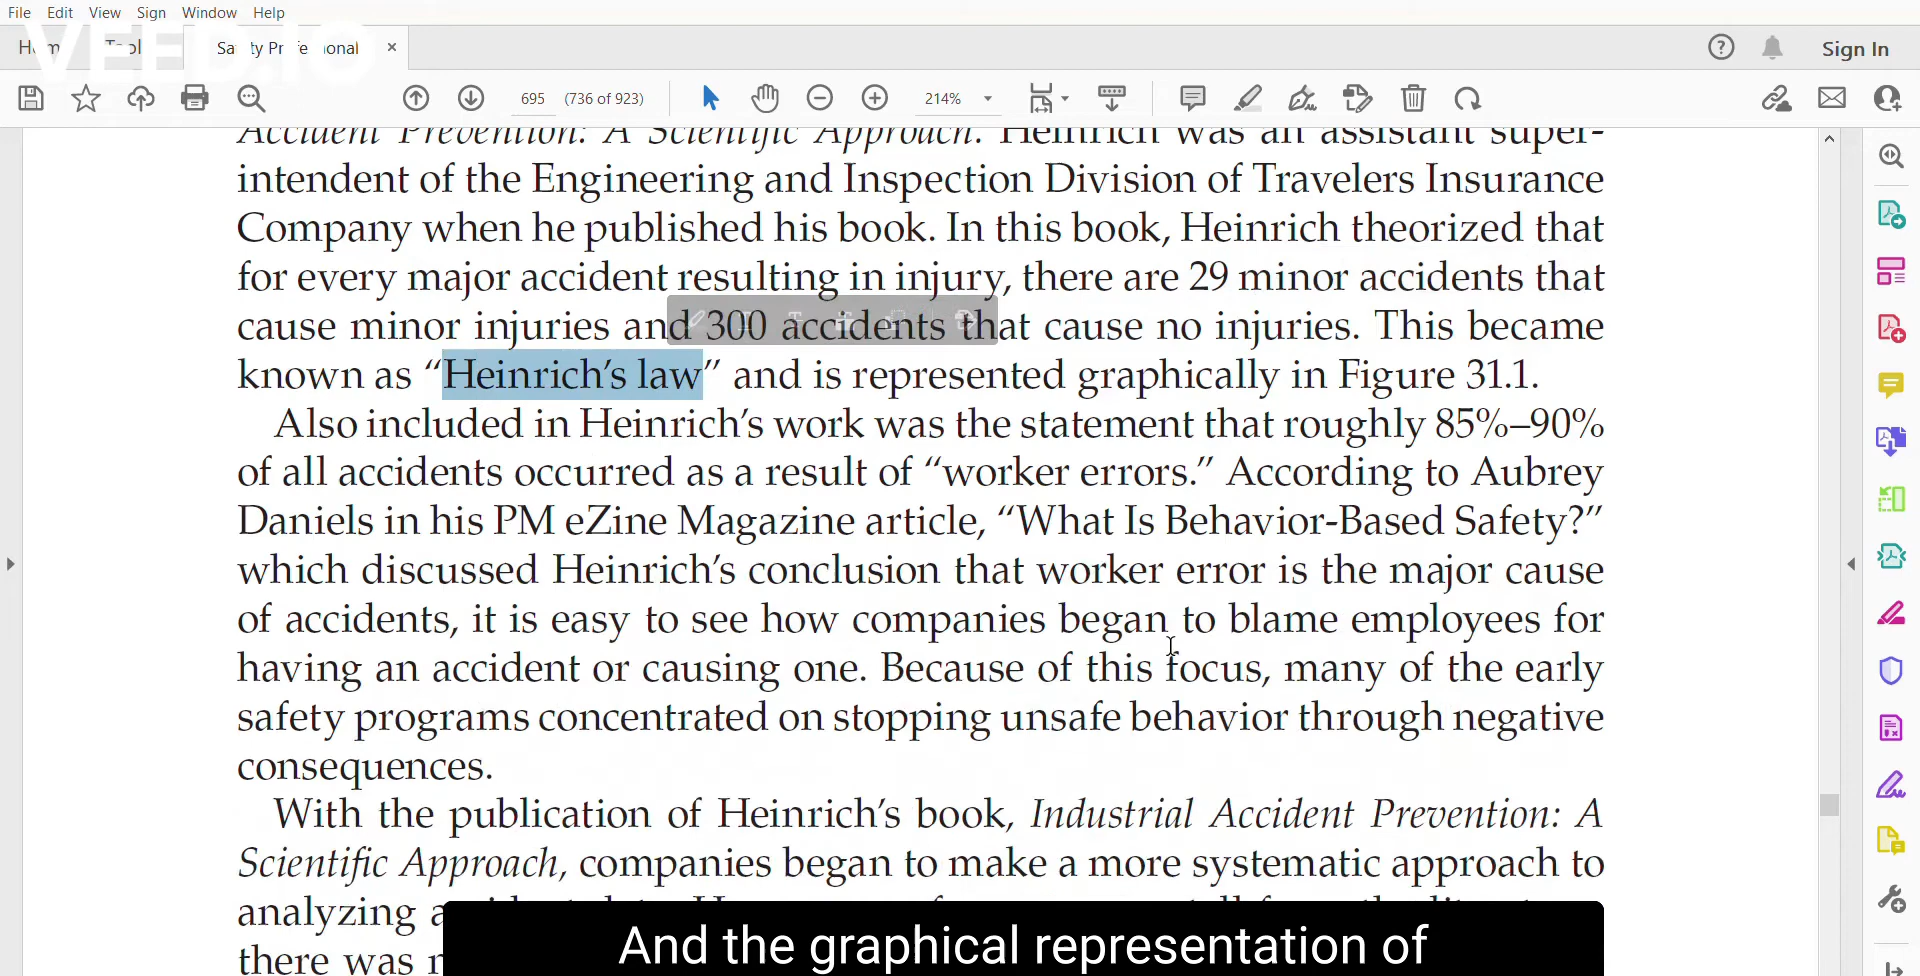 File Edit View Sign Window Help
VEED.IO
Sign In
695 (736 of 923) 214%
Accident Prevention: A Scientific Approach. Heinrich was an assistant super-
intendent of the Engineering and Inspection Division of Travelers Insurance
Company when he published his book. In this book, Heinrich theorized that
for every major accident resulting in injury, there are 29 minor accidents that
cause minor injuries and 300 accidents that cause no injuries. This became
known as “Heinrich’s law” and is represented graphically in Figure 31.1.
Also included in Heinrich’s work was the statement that roughly 85%–90%
of all accidents occurred as a result of “worker errors.” According to Aubrey
Daniels in his PM eZine Magazine article, “What Is Behavior-Based Safety?”
which discussed Heinrich’s conclusion that worker error is the major cause
of accidents, it is easy to see how companies began to blame employees for
having an accident or causing one. Because of this focus, many of the early
safety programs concentrated on stopping unsafe behavior through negative
consequences.
With the publication of Heinrich’s book, Industrial Accident Prevention: A
Scientific Approach, companies began to make a more systematic approach to
analyzing
there was
And the graphical representation of